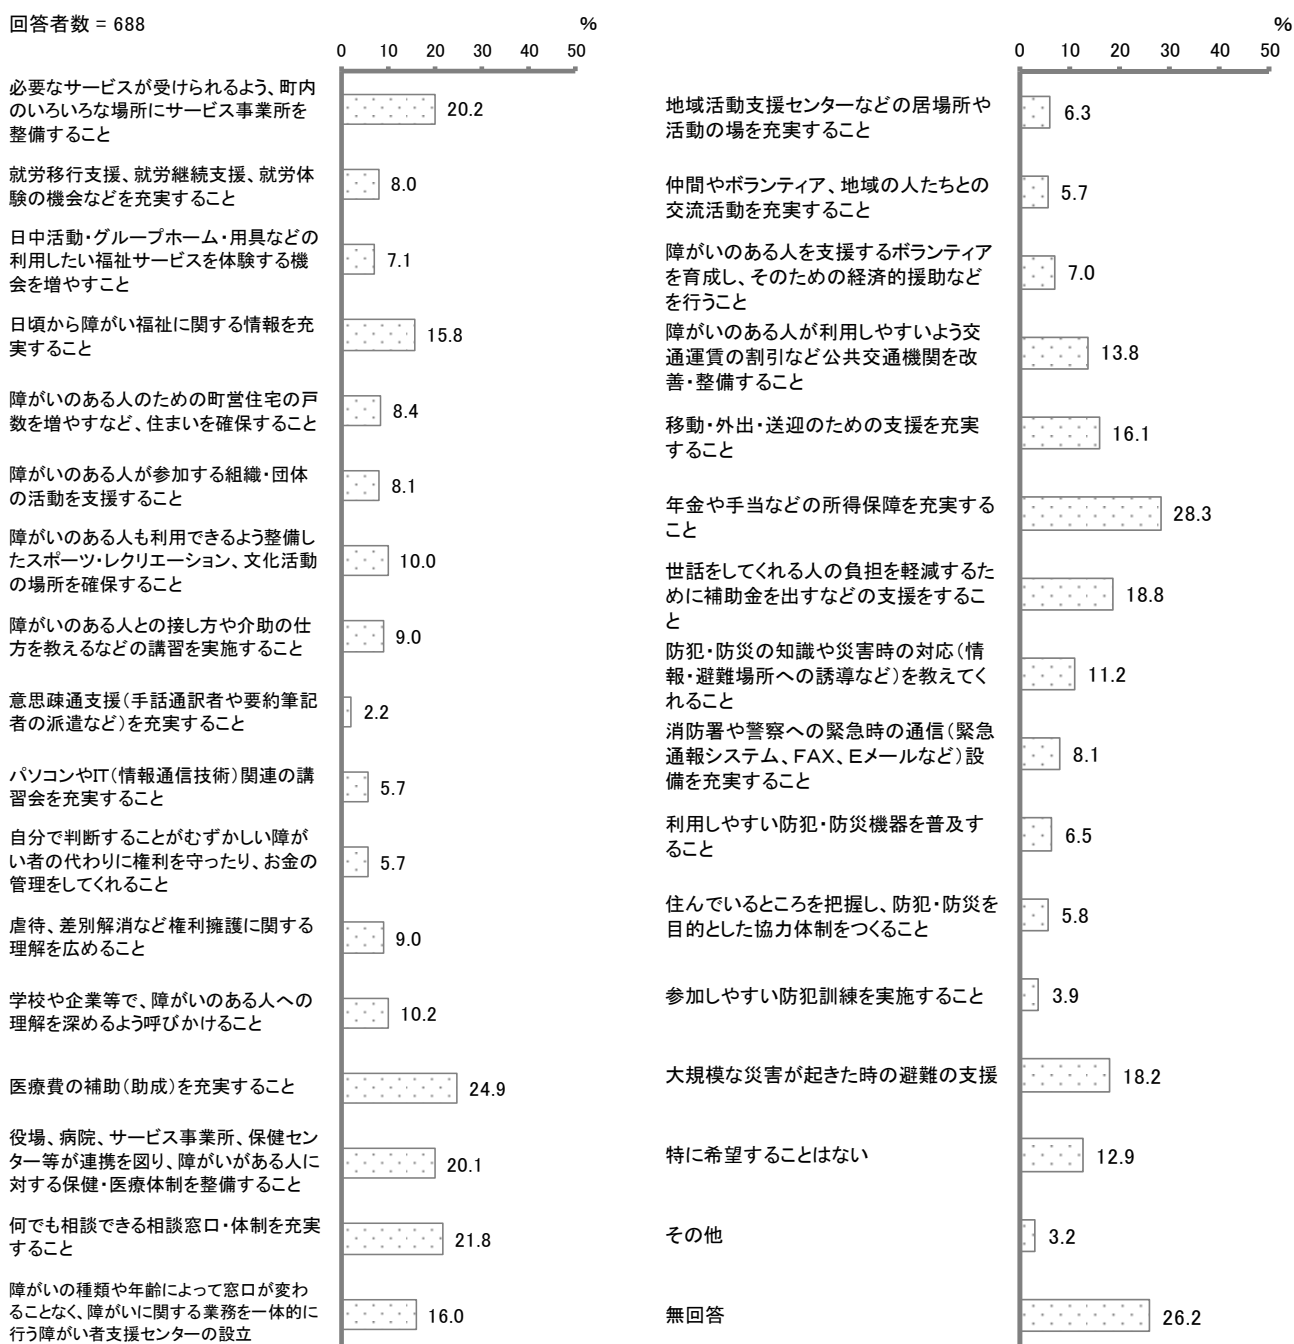 回答者数 = 688
%
0 10 20 30 40 50
必要なサービスが受けられるよう、町内
のいろいろな場所にサービス事業所を
整備すること
20.2
就労移行支援、就労継続支援、就労体
験の機会などを充実すること
8.0
日中活動・グループホーム・用具などの
利用したい福祉サービスを体験する機
会を増やすこと
7.1
日頃から障がい福祉に関する情報を充
実すること
15.8
障がいのある人のための町営住宅の戸
数を増やすなど、住まいを確保すること
8.4
障がいのある人が参加する組織・団体
の活動を支援すること
8.1
障がいのある人も利用できるよう整備し
たスポーツ・レクリエーション、文化活動
の場所を確保すること
10.0
障がいのある人との接し方や介助の仕
方を教えるなどの講習を実施すること
9.0
意思疎通支援(手話通訳者や要約筆記
者の派遣など)を充実すること
2.2
パソコンやIT(情報通信技術)関連の講
習会を充実すること
5.7
自分で判断することがむずかしい障が
い者の代わりに権利を守ったり、お金の
管理をしてくれること
5.7
虐待、差別解消など権利擁護に関する
理解を広めること
9.0
学校や企業等で、障がいのある人への
理解を深めるよう呼びかけること
10.2
医療費の補助(助成)を充実すること
24.9
役場、病院、サービス事業所、保健セン
ター等が連携を図り、障がいがある人に
対する保健・医療体制を整備すること
20.1
何でも相談できる相談窓口・体制を充実
すること
21.8
障がいの種類や年齢によって窓口が変わ
ることなく、障がいに関する業務を一体的に
行う障がい者支援センターの設立
16.0
%
0 10 20 30 40 50
地域活動支援センターなどの居場所や
活動の場を充実すること
6.3
仲間やボランティア、地域の人たちとの
交流活動を充実すること
5.7
障がいのある人を支援するボランティア
を育成し、そのための経済的援助など
を行うこと
7.0
障がいのある人が利用しやすいよう交
通運賃の割引など公共交通機関を改
善・整備すること
13.8
移動・外出・送迎のための支援を充実
すること
16.1
年金や手当などの所得保障を充実する
こと
28.3
世話をしてくれる人の負担を軽減するた
めに補助金を出すなどの支援をするこ
と
18.8
防犯・防災の知識や災害時の対応(情
報・避難場所への誘導など)を教えてく
れること
11.2
消防署や警察への緊急時の通信(緊急
通報システム、FAX、Eメールなど)設
備を充実すること
8.1
利用しやすい防犯・防災機器を普及す
ること
6.5
住んでいるところを把握し、防犯・防災を
目的とした協力体制をつくること
5.8
参加しやすい防犯訓練を実施すること
3.9
大規模な災害が起きた時の避難の支援
18.2
特に希望することはない
12.9
その他
3.2
無回答
26.2